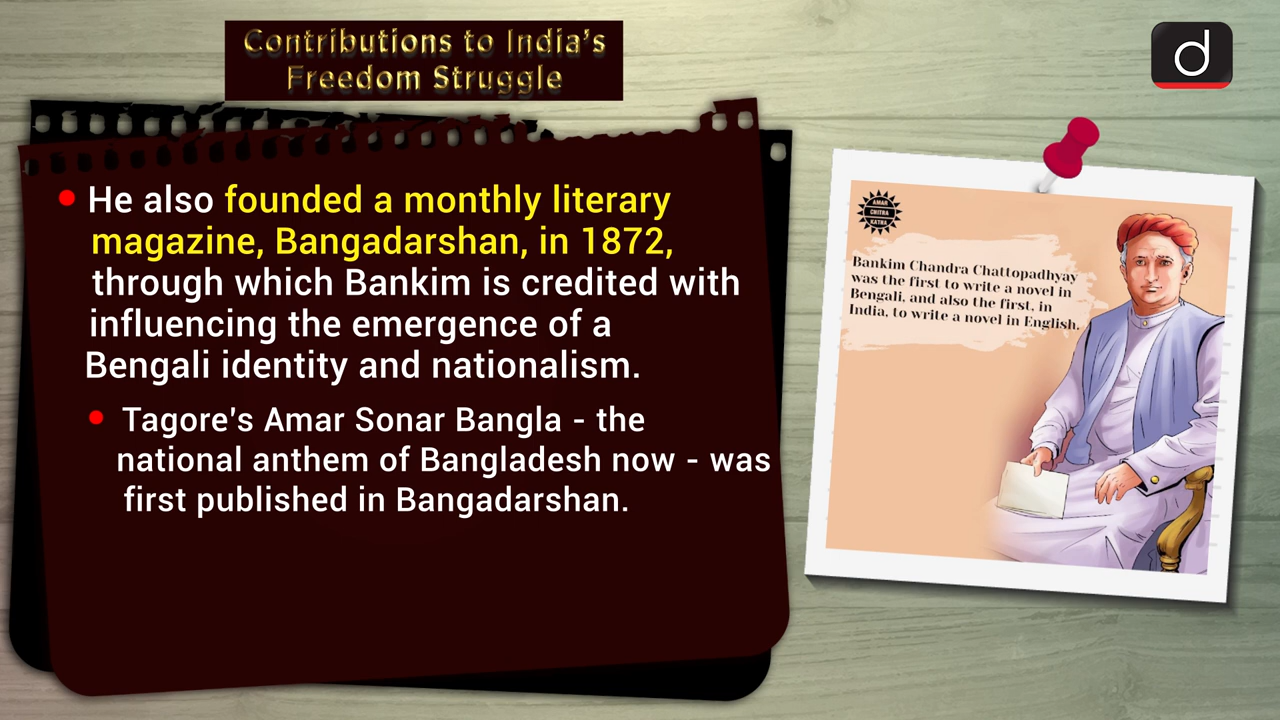 Contributions to India's
Freedom Struggle
d
He also founded a monthly literary
magazine, Bangadarshan, in 1872,
through which Bankim is credited with
influencing the emergence of a
Bengali identity and nationalism.
Tagore's Amar Sonar Bangla - the
national anthem of Bangladesh now - was
first published in Bangadarshan.
AMAR
CHITRA
KATHA
Bankim Chandra Chattopadhyay
was the first to write a novel in
Bengali, and also the first, in
India, to write a novel in English.